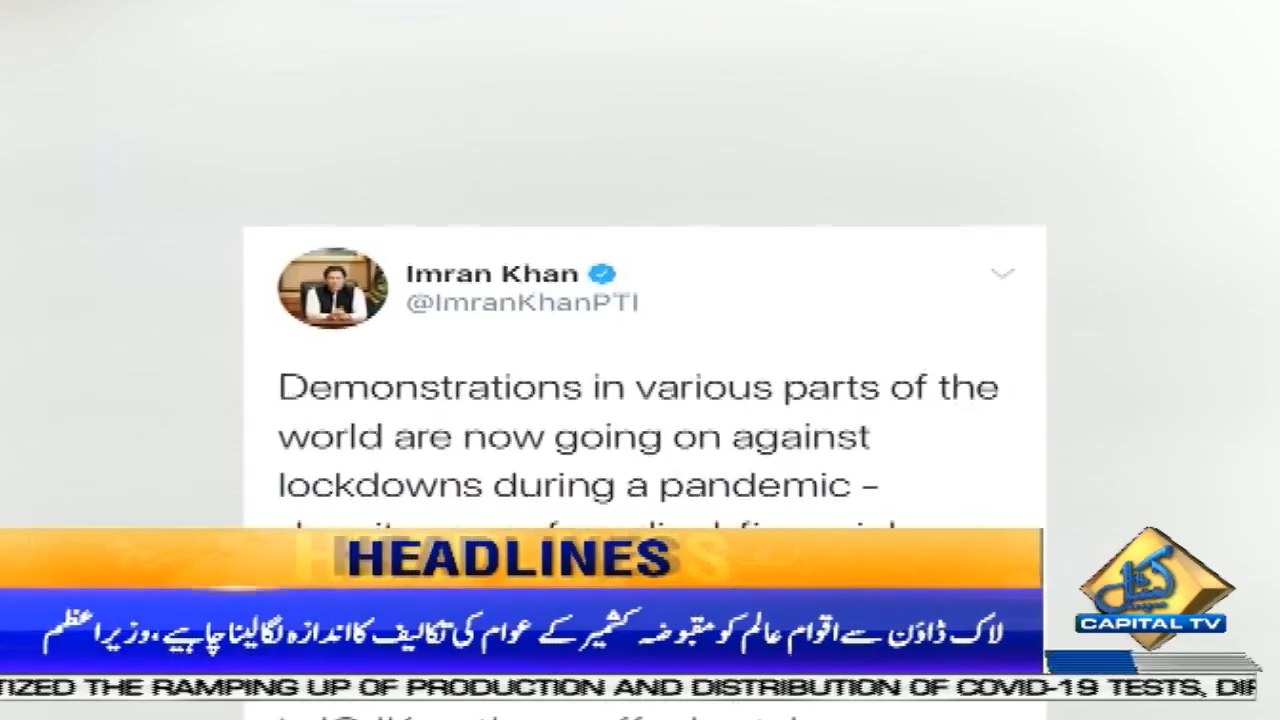 Imran Khan
@ImranKhanPTI
Demonstrations in various parts of the
world are now going on against
lockdowns during a pandemic –
HEADLINES
لاک ڈاؤن سے اقوام عالم کو مقبوضہ کشمیر کے عوام کی تکالیف کا اندازہ لگا لینا چاہیے، وزیراعظم
کیپٹل
CAPITAL TV
TIZED THE RAMPING UP OF PRODUCTION AND DISTRIBUTION OF COVID-19 TESTS, DIF